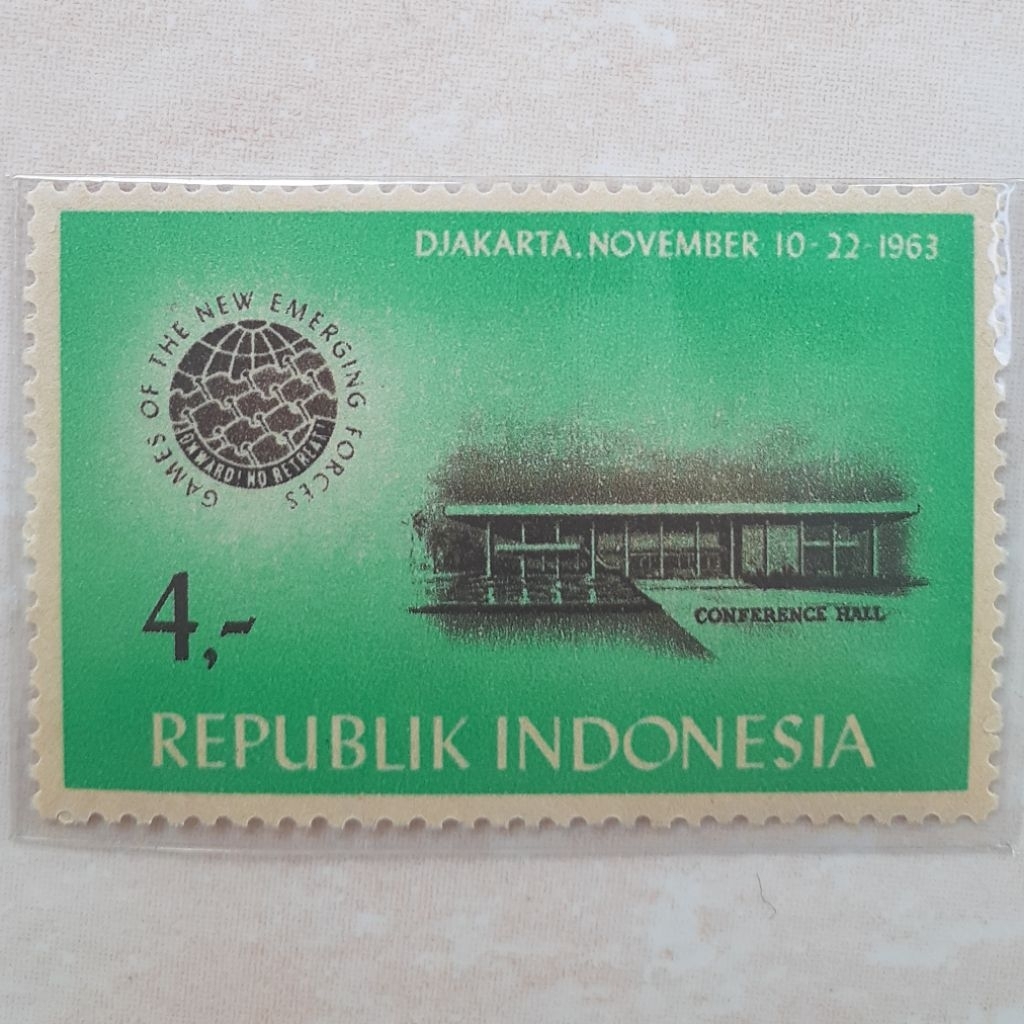 DJAKARTA. NOVEMBER 10-22-1963
GAMES OF THE NEW EMERGING FORCES
ONWARD! NO RETREAT!
4,-
CONFERENCE HALL
REPUBLIK INDONESIA